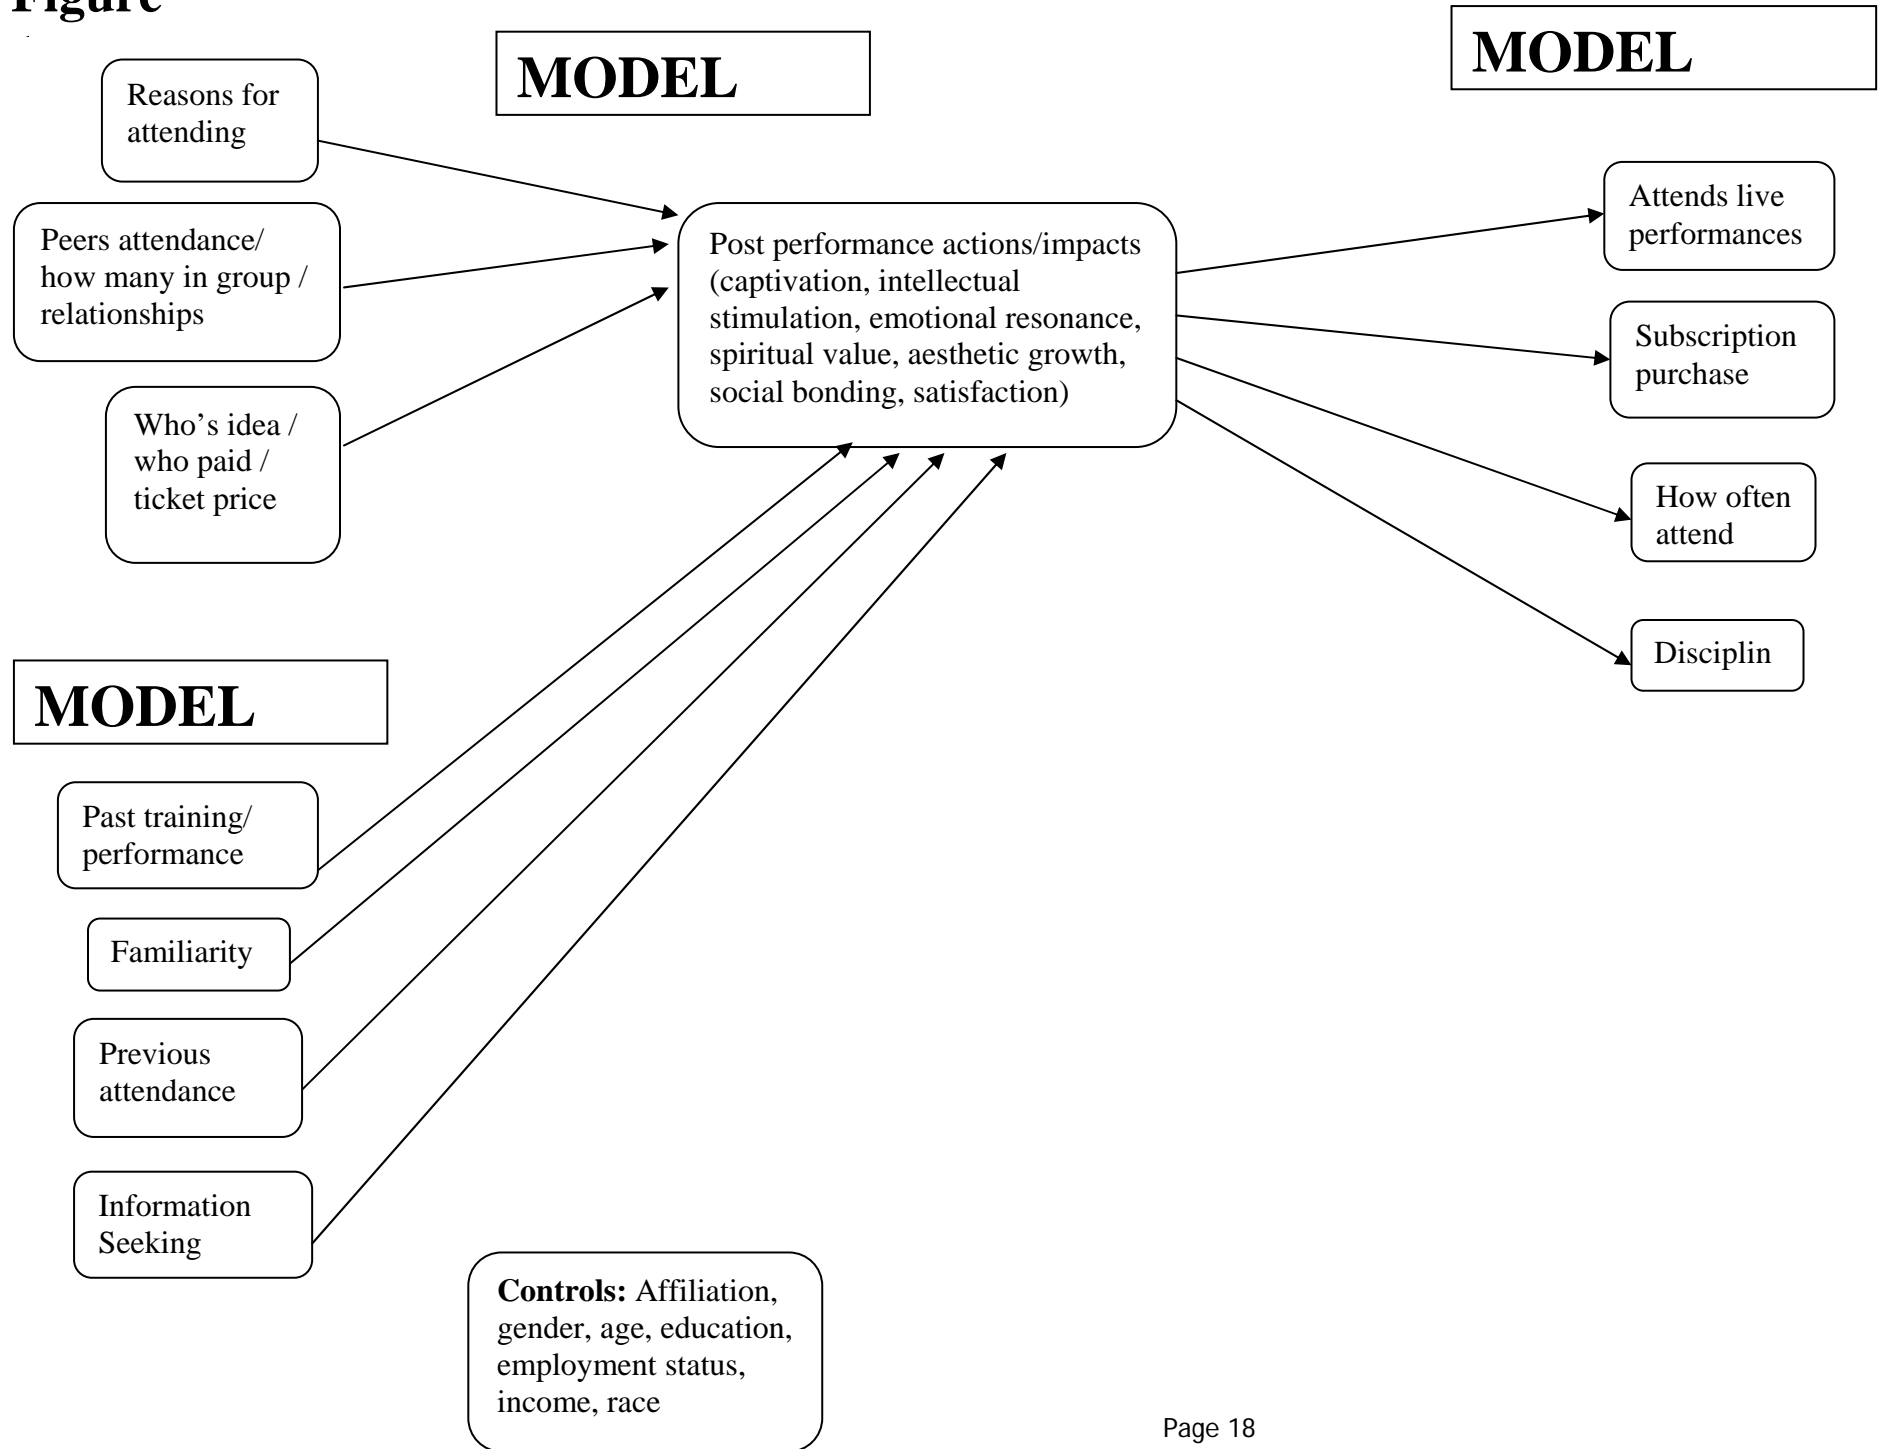 Figure
MODEL
MODEL
Reasons for
attending
Peers attendance/
how many in group /
relationships
Who’s idea /
who paid /
ticket price
Post performance actions/impacts
(captivation, intellectual
stimulation, emotional resonance,
spiritual value, aesthetic growth,
social bonding, satisfaction)
Attends live
performances
Subscription
purchase
How often
attend
Disciplin
MODEL
Past training/
performance
Familiarity
Previous
attendance
Information
Seeking
Controls: Affiliation,
gender, age, education,
employment status,
income, race
Page 18